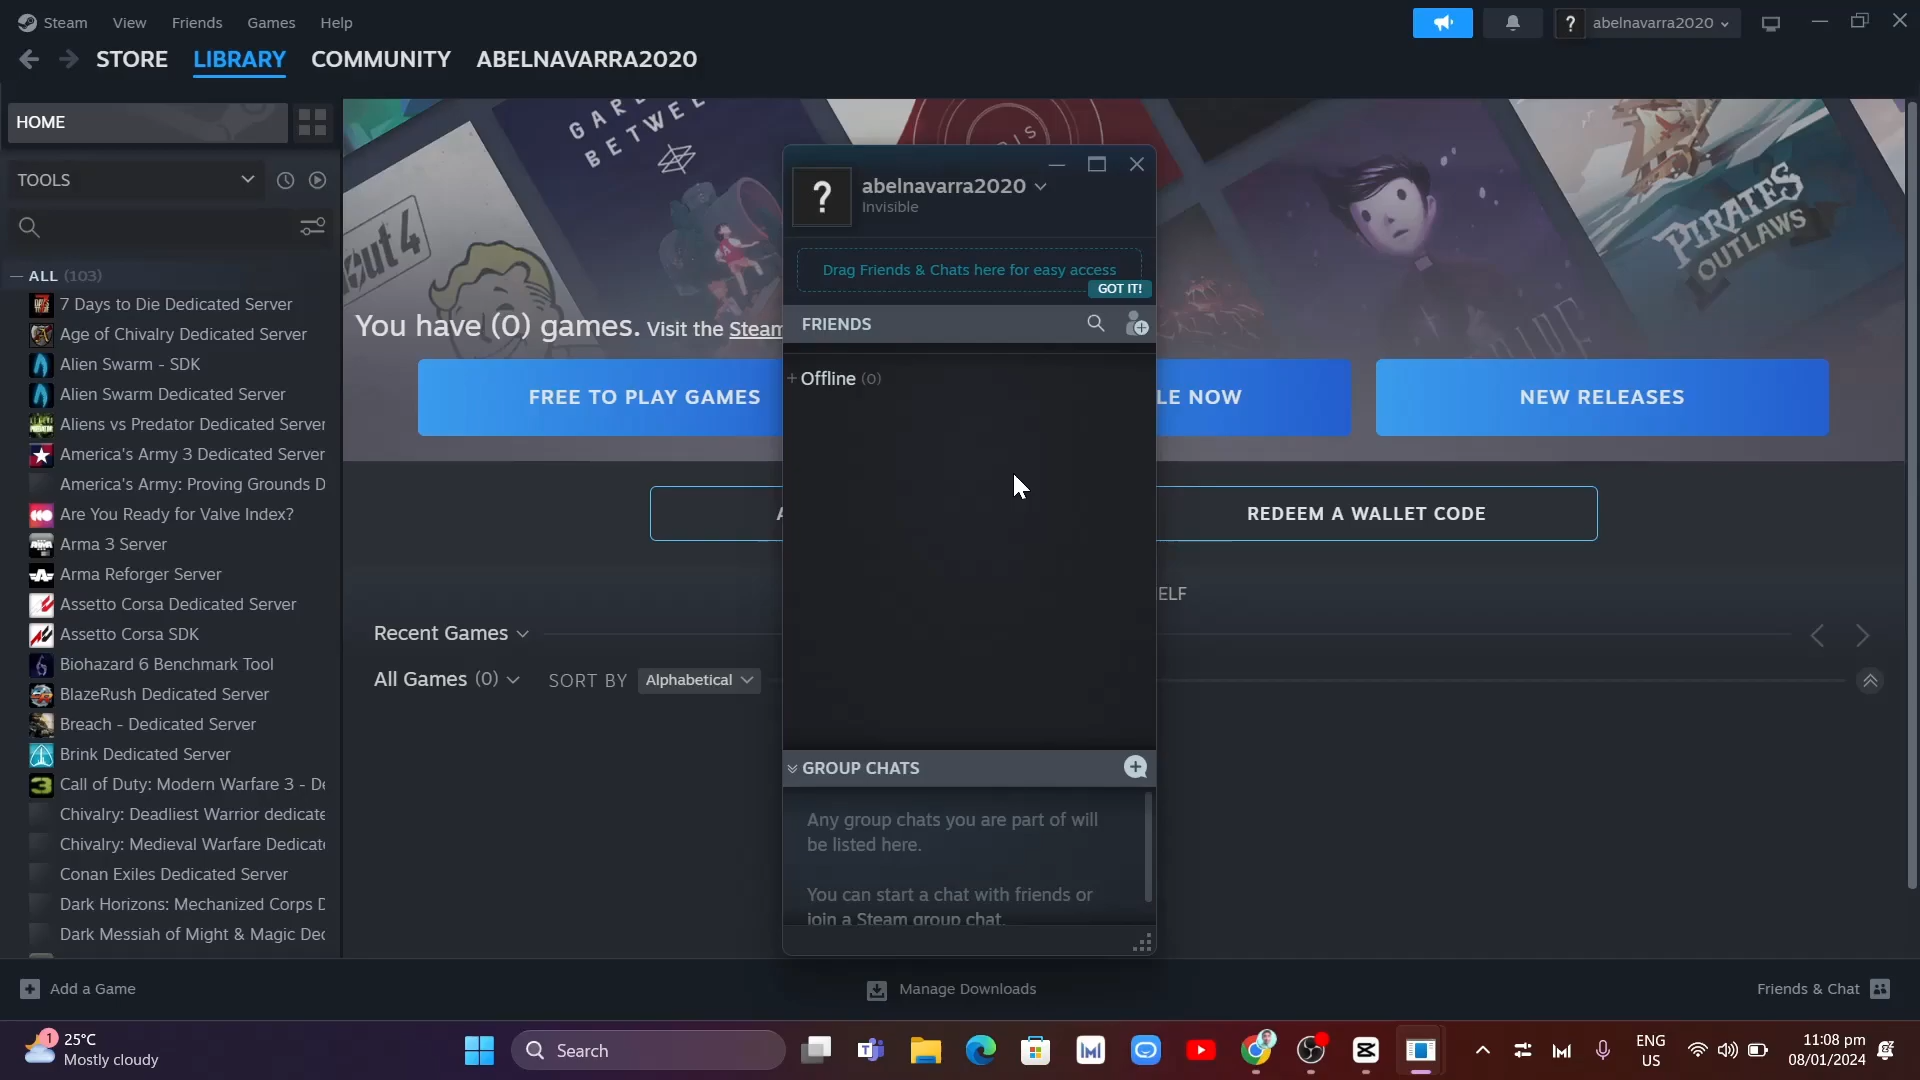 Steam View Friends Games Help
abelnavarra2020
STORE LIBRARY COMMUNITY ABELNAVARRA2020
HOME
TOOLS
ALL (103)
7 Days to Die Dedicated Server
Age of Chivalry Dedicated Server
Alien Swarm - SDK
Alien Swarm Dedicated Server
Aliens vs Predator Dedicated Server
America's Army 3 Dedicated Server
America's Army: Proving Grounds D
Are You Ready for Valve Index?
Arma 3 Server
Arma Reforger Server
Assetto Corsa Dedicated Server
Assetto Corsa SDK
Biohazard 6 Benchmark Tool
BlazeRush Dedicated Server
Breach - Dedicated Server
Brink Dedicated Server
Call of Duty: Modern Warfare 3 - De
Chivalry: Deadliest Warrior dedicate
Chivalry: Medieval Warfare Dedicat
Conan Exiles Dedicated Server
Dark Horizons: Mechanized Corps D
Dark Messiah of Might & Magic Dec
GAR
BETWE
out 4
IS
PIRATES
OUTLAWS
You have (0) games. Visit the Steam
FREE TO PLAY GAMES
LE NOW
NEW RELEASES
A
REDEEM A WALLET CODE
ELF
Recent Games
All Games (0) SORT BY Alphabetical
? abelnavarra2020
Invisible
Drag Friends & Chats here for easy access
GOT IT!
FRIENDS
+ Offline (0)
GROUP CHATS
Any group chats you are part of will
be listed here.
You can start a chat with friends or
join a Steam group chat.
Add a Game
Manage Downloads
Friends & Chat
1
25°C
Mostly cloudy
Search
ENG
US
11:08 pm
08/01/2024